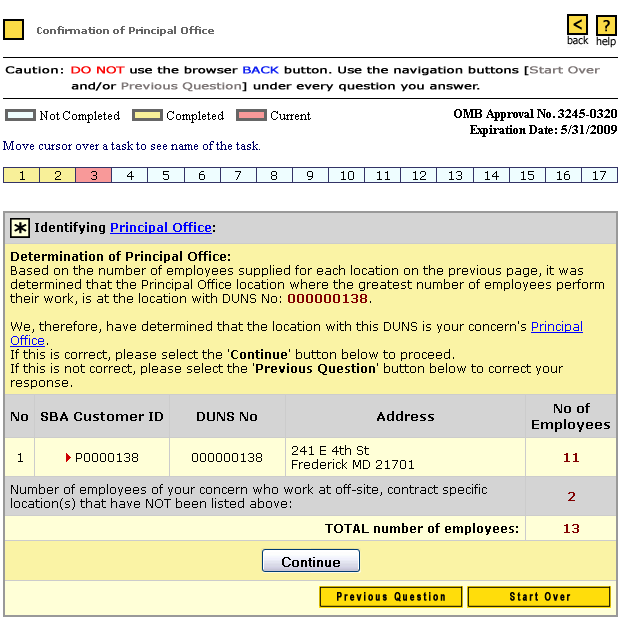 Confirmation of Principal Office
<
back
?
help
Caution: DO NOT use the browser BACK button. Use the navigation buttons [Start Over
and/or Previous Question] under every question you answer.
Not Completed Completed Current
OMB Approval No. 3245-0320
Expiration Date: 5/31/2009
Move cursor over a task to see name of the task.
1 2 3 4 5 6 7 8 9 10 11 12 13 14 15 16 17
* Identifying Principal Office:
Determination of Principal Office:
Based on the number of employees supplied for each location on the previous page, it was
determined that the Principal Office location where the greatest number of employees perform
their work, is at the location with DUNS No: 000000138.
We, therefore, have determined that the location with this DUNS is your concern's Principal
Office.
If this is correct, please select the 'Continue' button below to proceed.
If this is not correct, please select the 'Previous Question' button below to correct your
response.
No SBA Customer ID DUNS No Address No of
Employees
1 P0000138 000000138 241 E 4th St
Frederick MD 21701 11
Number of employees of your concern who work at off-site, contract specific
location(s) that have NOT been listed above: 2
TOTAL number of employees: 13
Continue
Previous Question Start Over